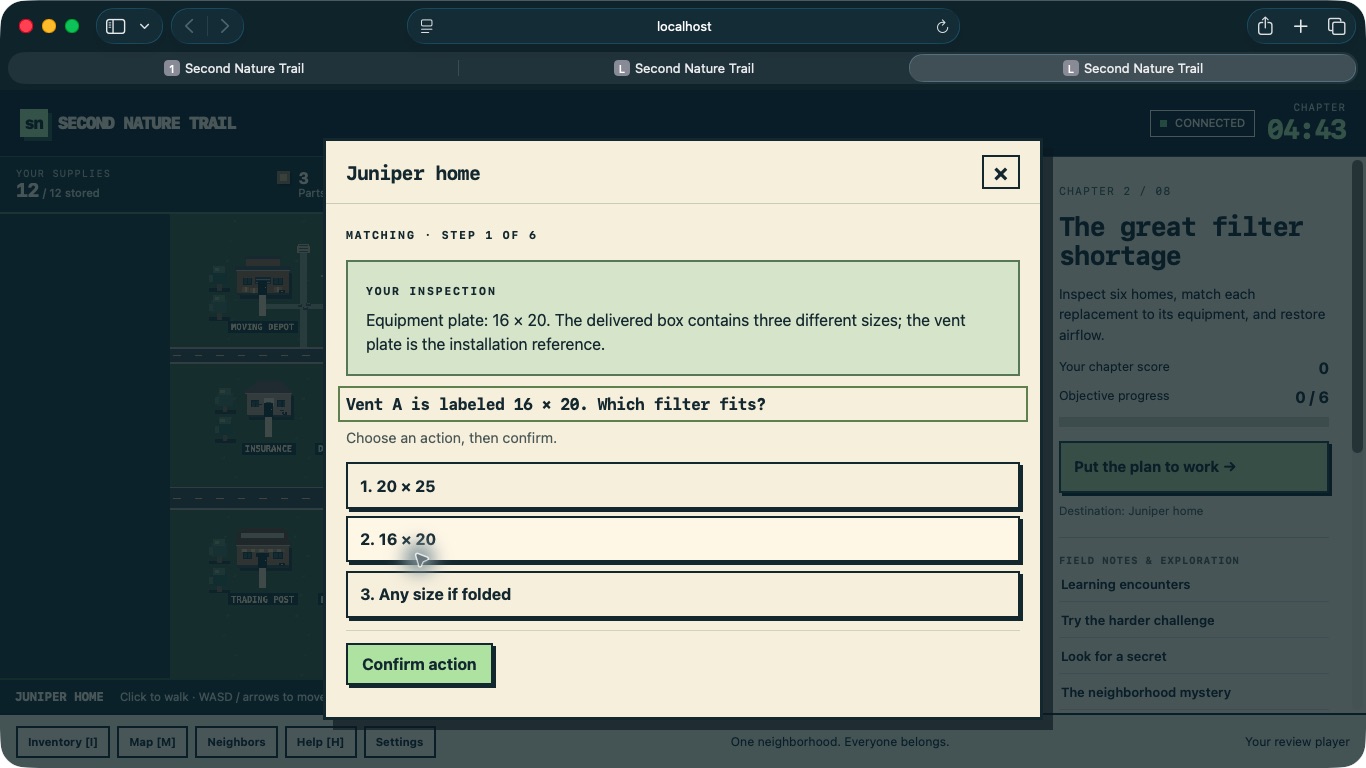 localhost
1 Second Nature Trail
L Second Nature Trail
L Second Nature Trail
sn SECOND NATURE TRAIL
CONNECTED
CHAPTER
04:43
YOUR SUPPLIES
12 / 12 stored
3
Parts
MOVING DEPOT
INSURANCE
TRADING POST
JUNIPER HOME Click to walk · WASD / arrows to move
Juniper home
×
MATCHING · STEP 1 OF 6
YOUR INSPECTION
Equipment plate: 16 × 20. The delivered box contains three different sizes; the vent
plate is the installation reference.
Vent A is labeled 16 × 20. Which filter fits?
Choose an action, then confirm.
1. 20 × 25
2. 16 × 20
3. Any size if folded
Confirm action
CHAPTER 2 / 08
The great filter
shortage
Inspect six homes, match each
replacement to its equipment, and restore
airflow.
Your chapter score 0
Objective progress 0 / 6
Put the plan to work →
Destination: Juniper home
FIELD NOTES & EXPLORATION
Learning encounters
Try the harder challenge
Look for a secret
The neighborhood mystery
Inventory [I] Map [M] Neighbors Help [H] Settings
One neighborhood. Everyone belongs.
Your review player